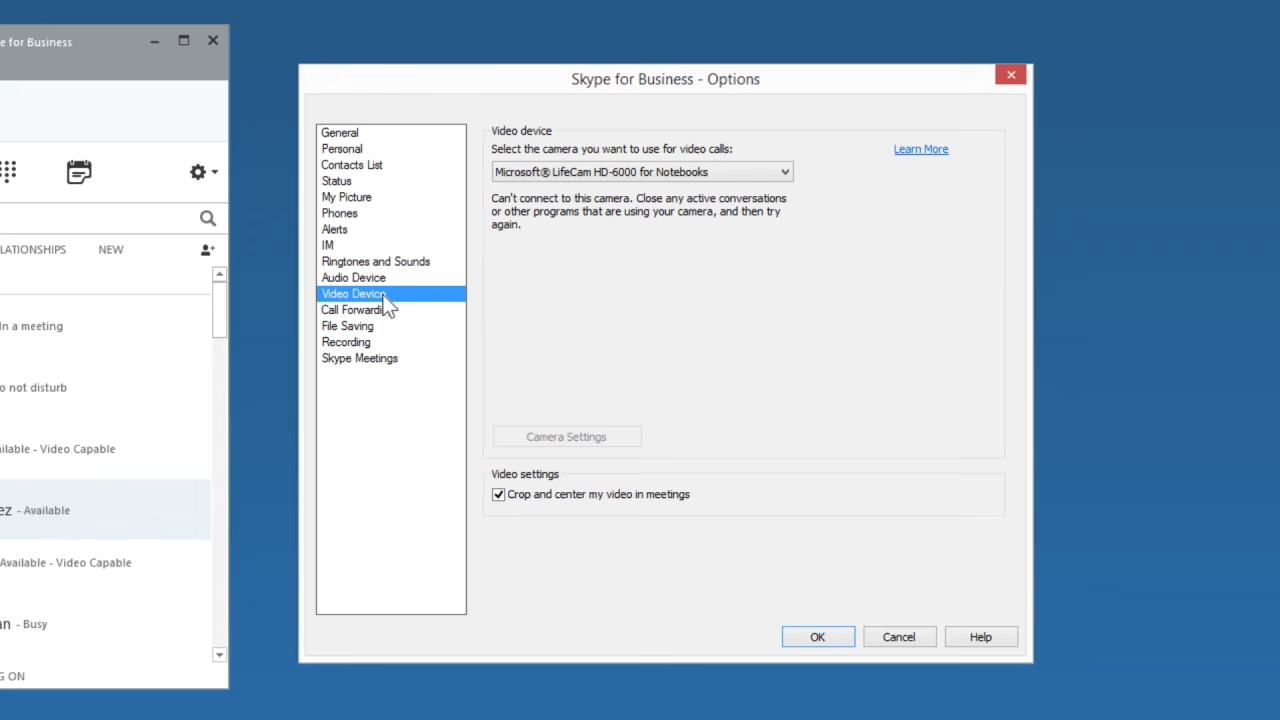 e for Business
LATIONSHIPS NEW
In a meeting
o not disturb
ilable - Video Capable
ez - Available
Available - Video Capable
an - Busy
G ON
Skype for Business - Options
General
Personal
Contacts List
Status
My Picture
Phones
Alerts
IM
Ringtones and Sounds
Audio Device
Video Device
Call Forwardi
File Saving
Recording
Skype Meetings
Video device
Select the camera you want to use for video calls:
Learn More
Microsoft® LifeCam HD-6000 for Notebooks
Can't connect to this camera. Close any active conversations
or other programs that are using your camera, and then try
again.
Camera Settings
Video settings
Crop and center my video in meetings
OK Cancel Help